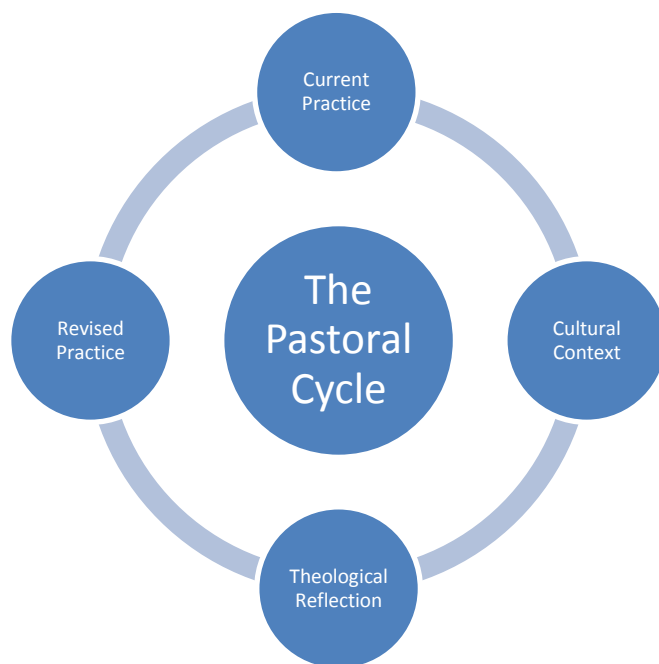 Current
Practice
The
Pastoral
Cycle
Revised
Practice
Cultural
Context
Theological
Reflection